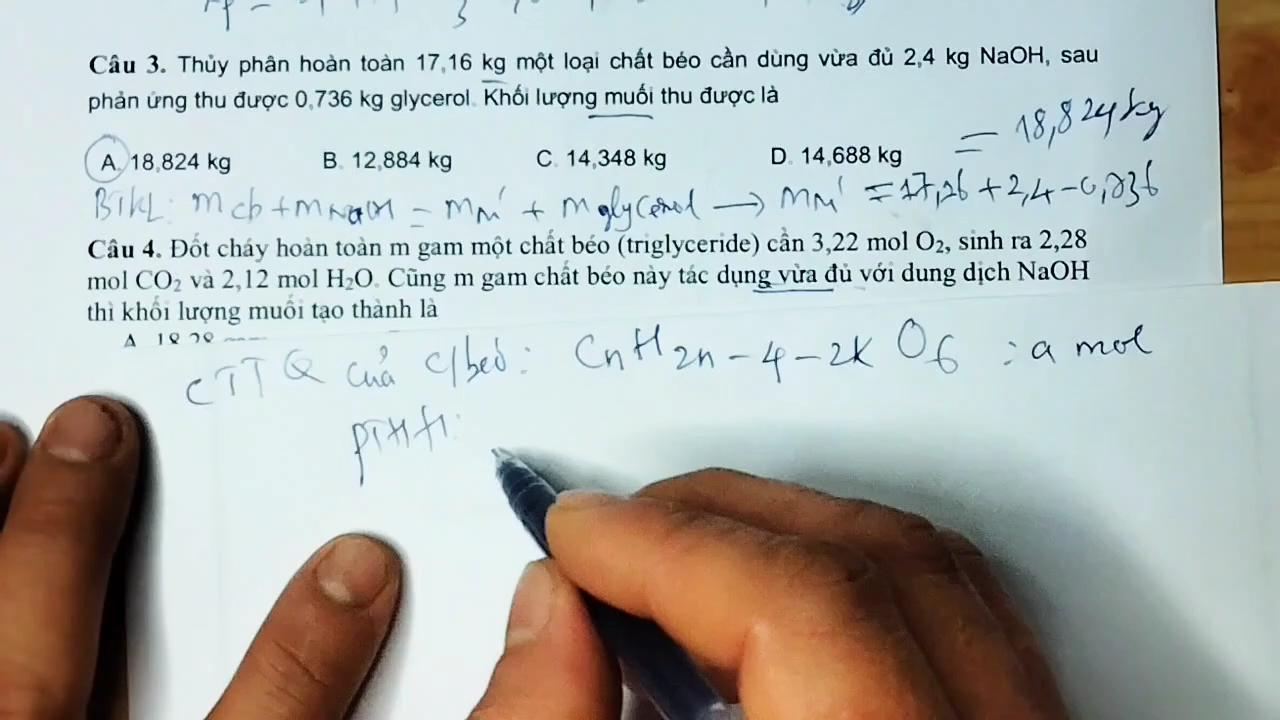 Câu 3. Thủy phân hoàn toàn 17,16 kg một loại chất béo cần dùng vừa đủ 2,4 kg NaOH, sau
phản ứng thu được 0,736 kg glycerol. Khối lượng muối thu được là
= 18,824 kg
A. 18,824 kg B. 12,884 kg C. 14,348 kg D. 14,688 kg
BTKL: mcb + mNaOH = mm' + mglycerol → mm' = 17,26 + 2,4 - 0,736
Câu 4. Đốt cháy hoàn toàn m gam một chất béo (triglyceride) cần 3,22 mol O₂, sinh ra 2,28
mol CO₂ và 2,12 mol H₂O. Cũng m gam chất béo này tác dụng vừa đủ với dung dịch NaOH
thì khối lượng muối tạo thành là
CTTQ của c/béo: CnH2n-4-2kO6 : a mol